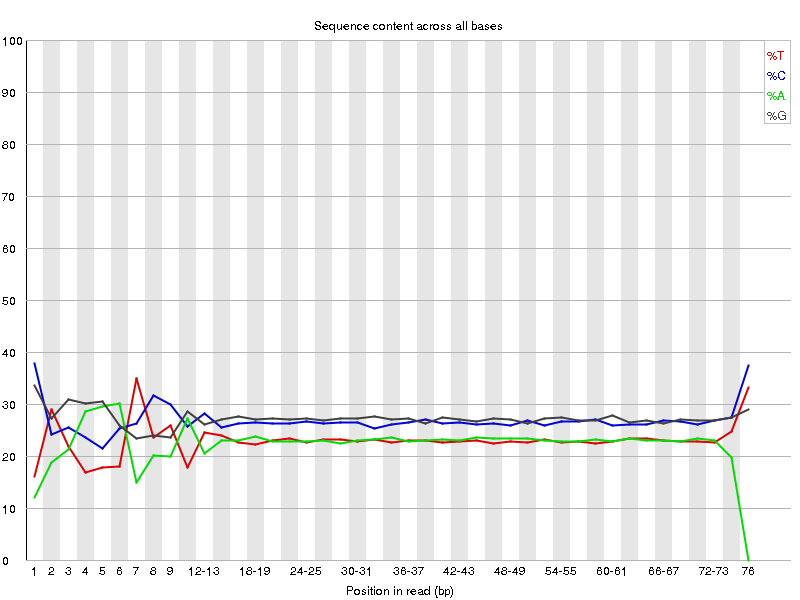 Sequence content across all bases
100
90
80
70
60
50
40
30
20
10
0
%T
%C
%A
%G
1 2 3 4 5 6 7 8 9 12-13 18-19 24-25 30-31 36-37 42-43 48-49 54-55 60-61 66-67 72-73 76
Position in read (bp)